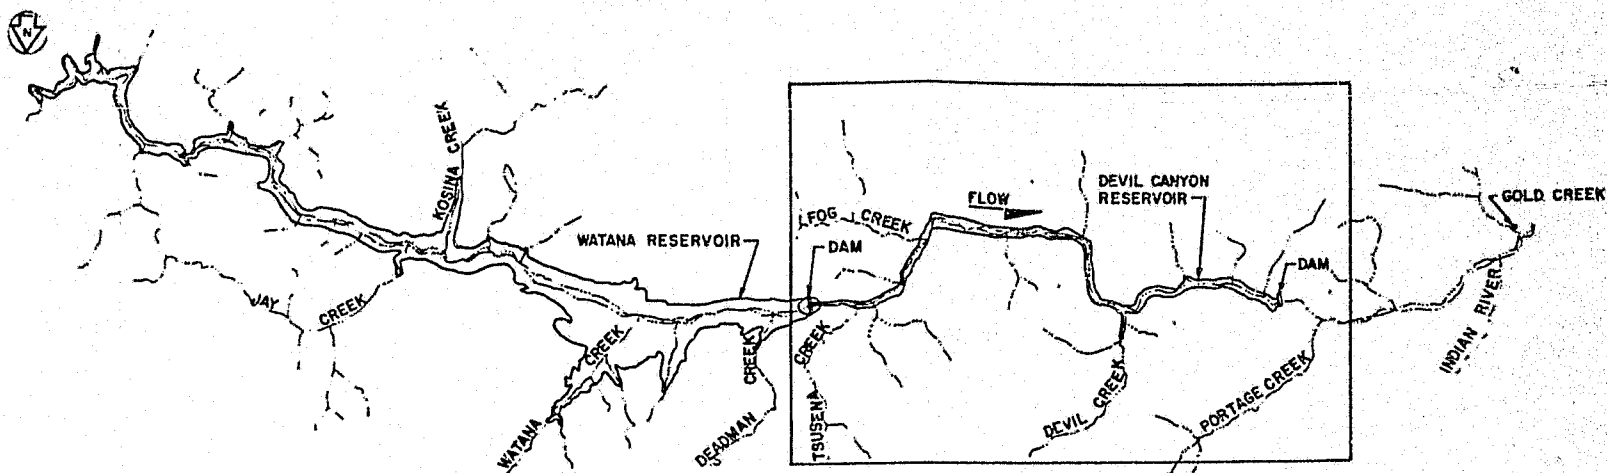 N
KOSINA CREEK
JAY CREEK
WATANA RESERVOIR
DAM
WATANA CREEK
DEADMAN CREEK
TSUSENA CREEK
FOG CREEK
FLOW
DEVIL CANYON
RESERVOIR
DAM
DEVIL CREEK
PORTAGE CREEK
GOLD CREEK
INDIAN RIVER